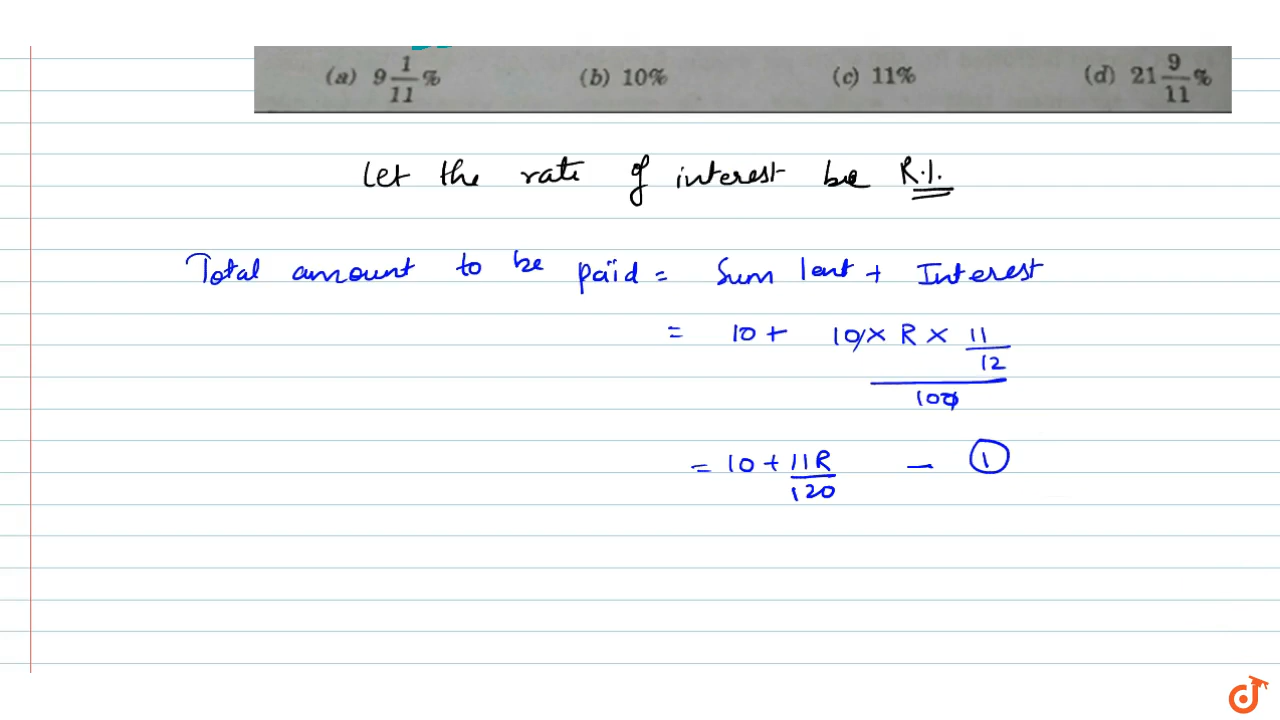 (a) 9 1/11 % (b) 10% (c) 11% (d) 21 9/11 %
Let the rate of interest be R.I.
Total amount to be paid = Sum lent + Interest
= 10 + 10 × R × 11/12 / 100
= 10 + 11R/120 — 1